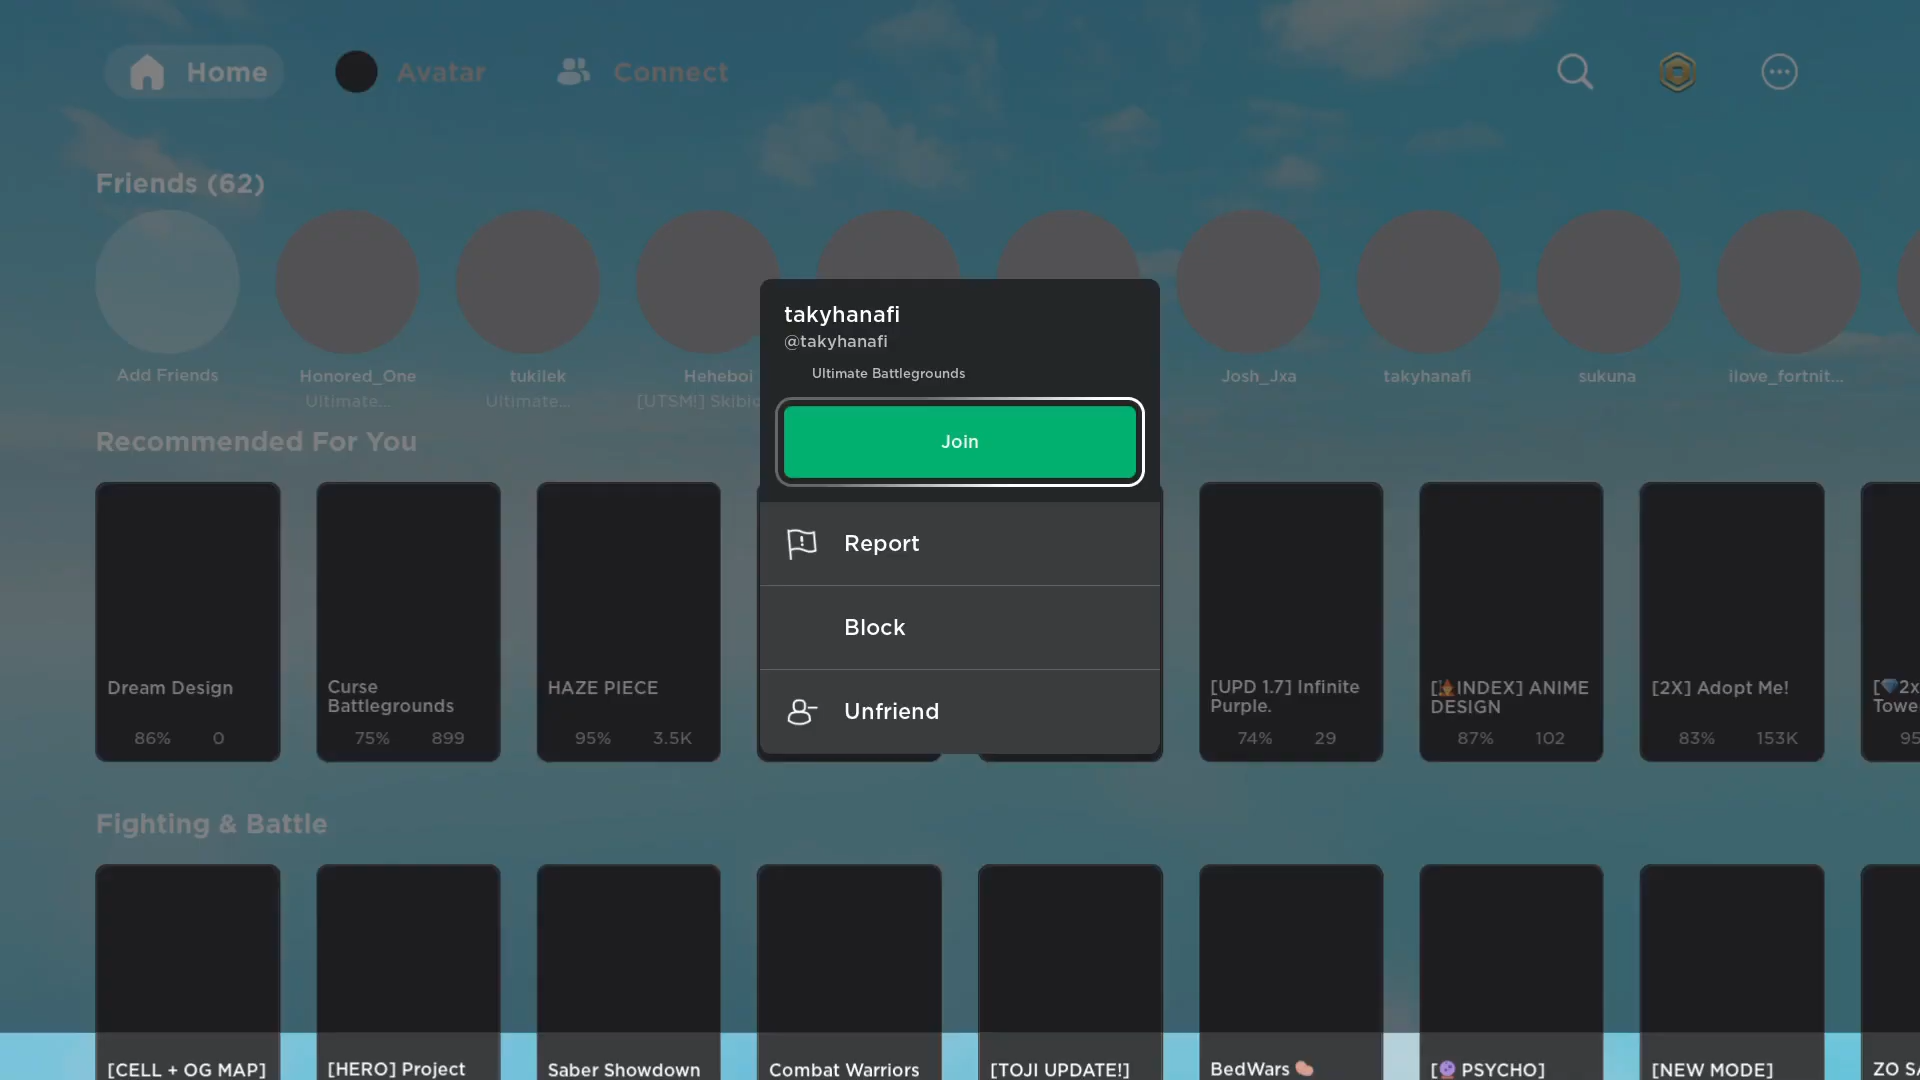 Home
Avatar
Connect
Friends (62)
Add Friends
Honored_One
Ultimate...
tukilek
Ultimate...
Heheboi
[UTSM!]
Josh_Jxa
takyhanafi
sukuna
ilove_fortnit...
takyhanafi
@takyhanafi
Ultimate Battlegrounds
Join
Report
Block
Unfriend
Recommended For You
Dream Design
86% 0
Curse
Battlegrounds
75% 899
HAZE PIECE
95% 3.5K
[UPD 1.7] Infinite
Purple.
74% 29
[INDEX] ANIME
DESIGN
87% 102
[2X] Adopt Me!
83% 153K
[💎2x
Fighting & Battle
[CELL + OG MAP]
[HERO] Project
Saber Showdown
Combat Warriors
[TOJI UPDATE!]
BedWars
[🔮 PSYCHO]
[NEW MODE]
ZO